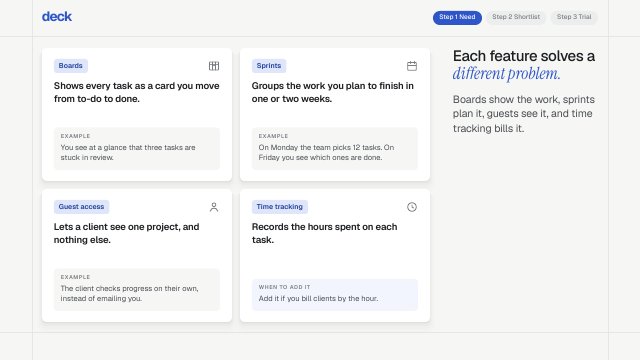 deck
Step 1 Need
Step 2 Shortlist
Step 3 Trial
Boards
Shows every task as a card you move
from to-do to done.
EXAMPLE
You see at a glance that three tasks are
stuck in review.
Sprints
Groups the work you plan to finish in
one or two weeks.
EXAMPLE
On Monday the team picks 12 tasks. On
Friday you see which ones are done.
Guest access
Lets a client see one project, and
nothing else.
EXAMPLE
The client checks progress on their own,
instead of emailing you.
Time tracking
Records the hours spent on each
task.
WHEN TO ADD IT
Add it if you bill clients by the hour.
Each feature solves a
different problem.
Boards show the work, sprints
plan it, guests see it, and time
tracking bills it.